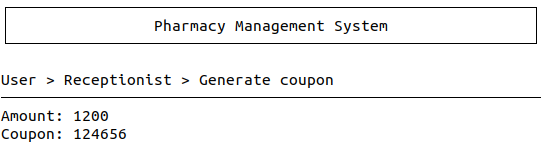 Pharmacy Management System
User > Receptionist > Generate coupon
Amount: 1200
Coupon: 124656